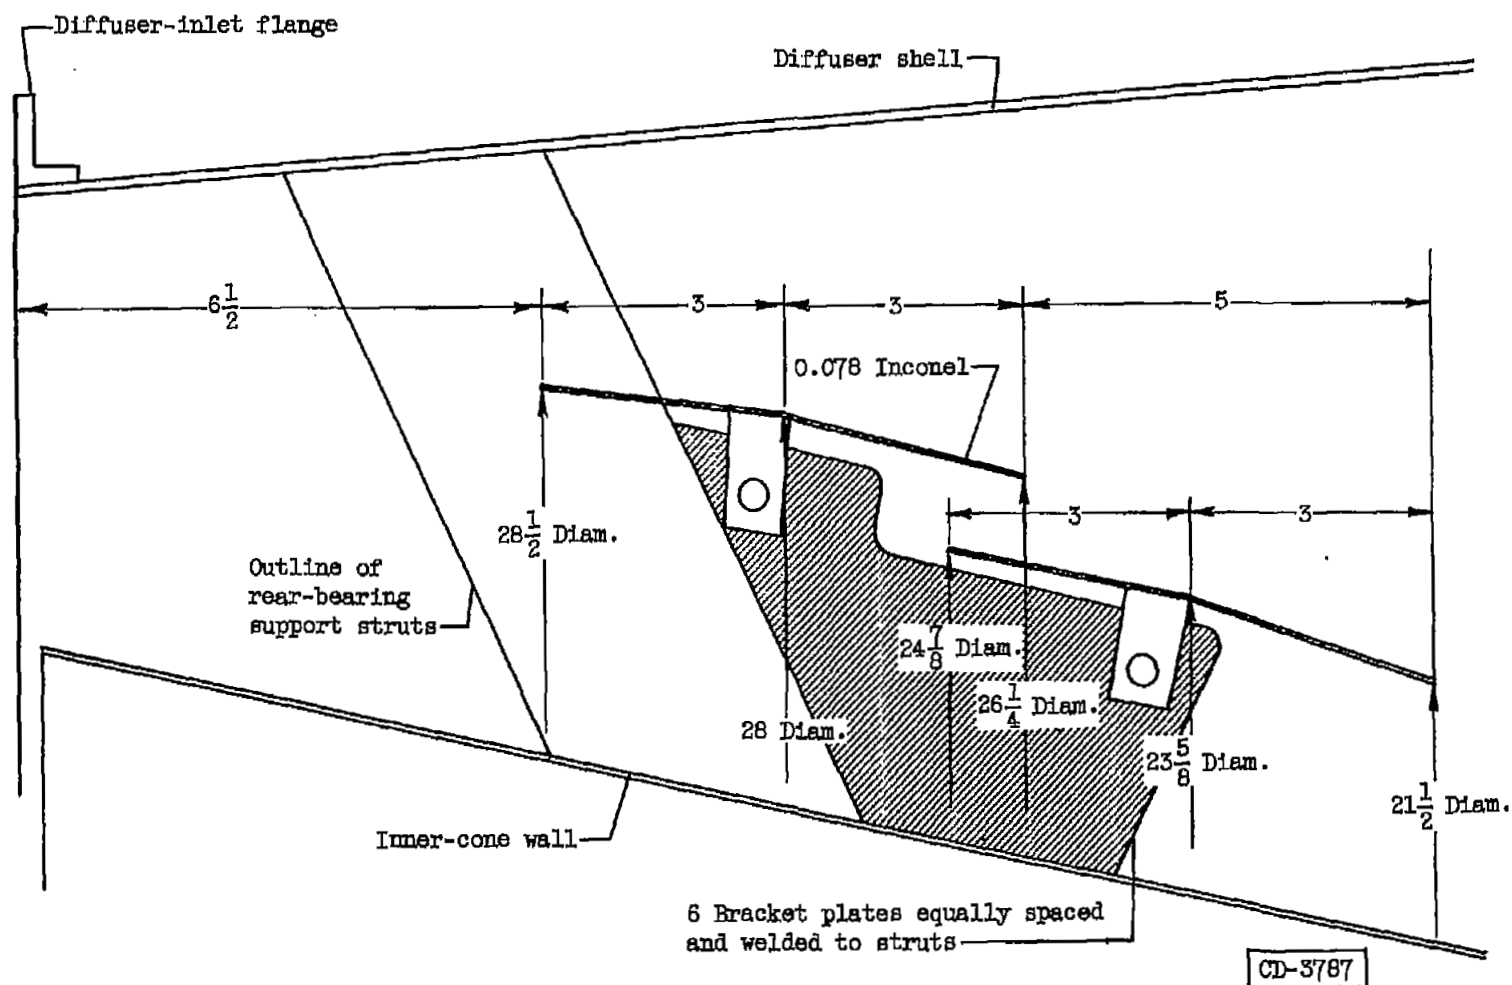 Diffuser-inlet flange
Diffuser shell
6 1/2
3
3
5
0.078 Inconel
28 1/2 Diam.
3
3
Outline of
rear-bearing
support struts
24 7/8 Diam.
26 1/4 Diam.
28 Diam.
23 5/8 Diam.
21 1/2 Diam.
Inner-cone wall
6 Bracket plates equally spaced
and welded to struts
CD-3787